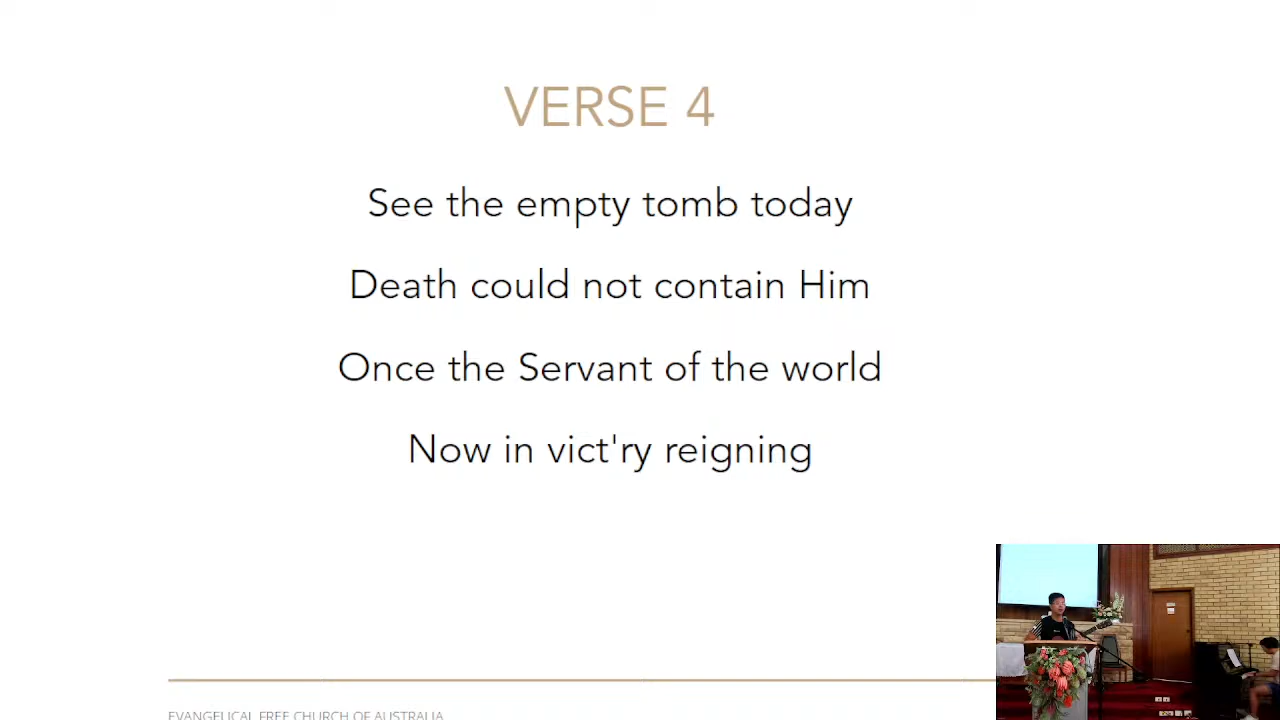 VERSE 4
See the empty tomb today
Death could not contain Him
Once the Servant of the world
Now in vict'ry reigning
EVANGELICAL FREE CHURCH OF AUSTRALIA